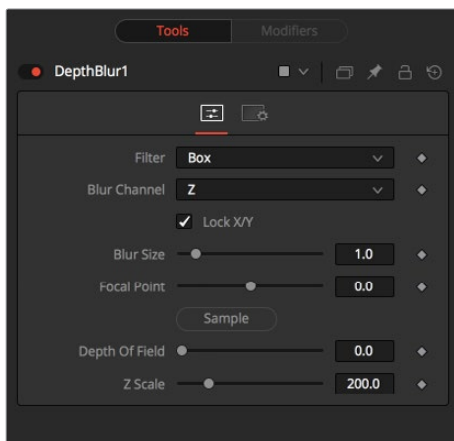 Tools Modifiers
DepthBlur1
Filter Box
Blur Channel Z
Lock X/Y
Blur Size 1.0
Focal Point 0.0
Sample
Depth Of Field 0.0
Z Scale 200.0